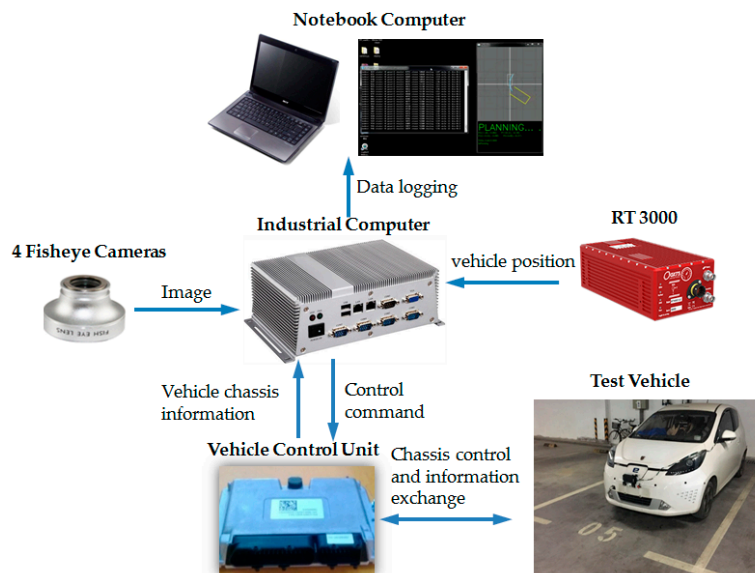 Notebook Computer
PLANNING...
Data logging
Industrial Computer
RT 3000
4 Fisheye Cameras
vehicle position
Image
FISH EYE LENS
Vehicle chassis
information
Control
command
Test Vehicle
Vehicle Control Unit
Chassis control
and information
exchange
05